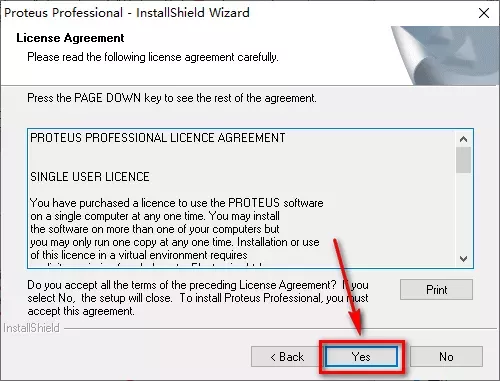 Proteus Professional - InstallShield Wizard
License Agreement
Please read the following license agreement carefully.
Press the PAGE DOWN key to see the rest of the agreement.
PROTEUS PROFESSIONAL LICENCE AGREEMENT
SINGLE USER LICENCE
You have purchased a licence to use the PROTEUS software
on a single computer at any one time. You may install
the software on more than one of your computers but
you may only run one copy at any one time. Installation or use
of this licence in a virtual environment requires
Do you accept all the terms of the preceding License Agreement? If you
select No, the setup will close. To install Proteus Professional, you must
accept this agreement.
Print
InstallShield
< Back
Yes
No